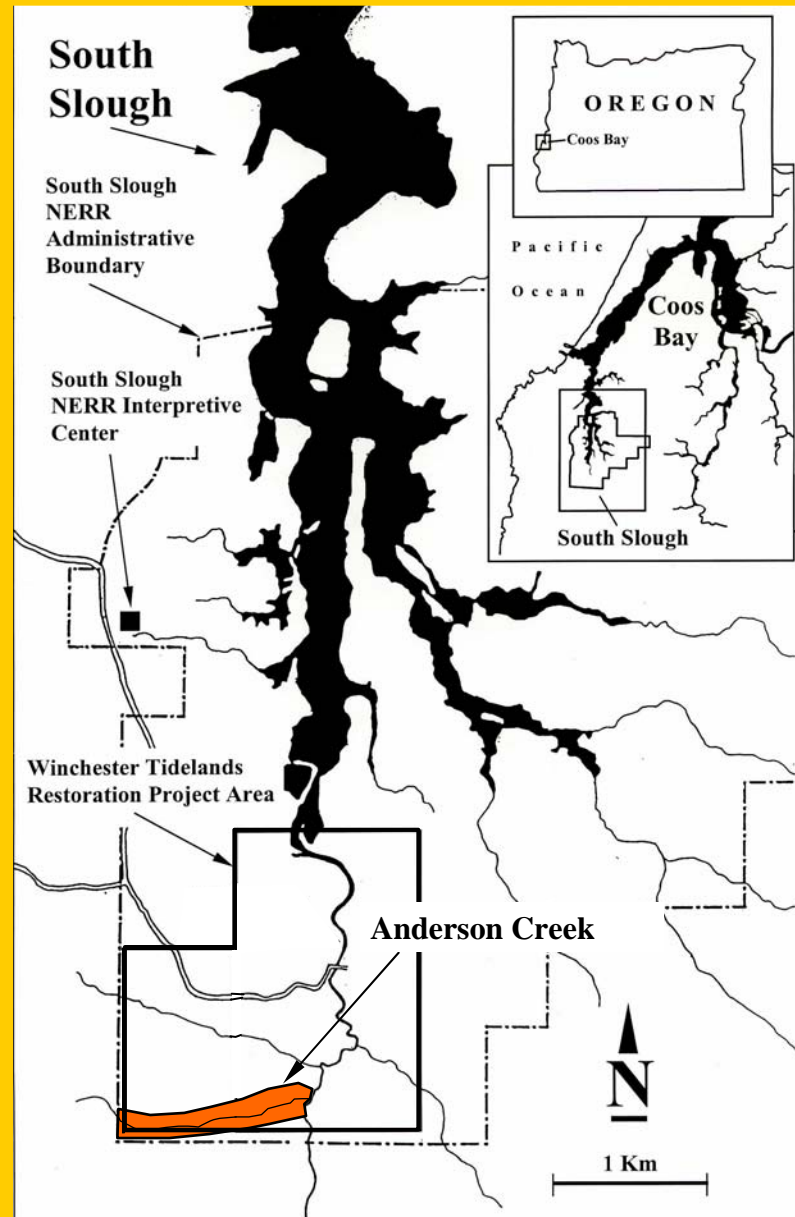 South
Slough
South Slough
NERR
Administrative
Boundary
South Slough
NERR Interpretive
Center
Winchester Tidelands
Restoration Project Area
Anderson Creek
OREGON
Coos Bay
Pacific
Ocean
Coos
Bay
South Slough
N
1 Km